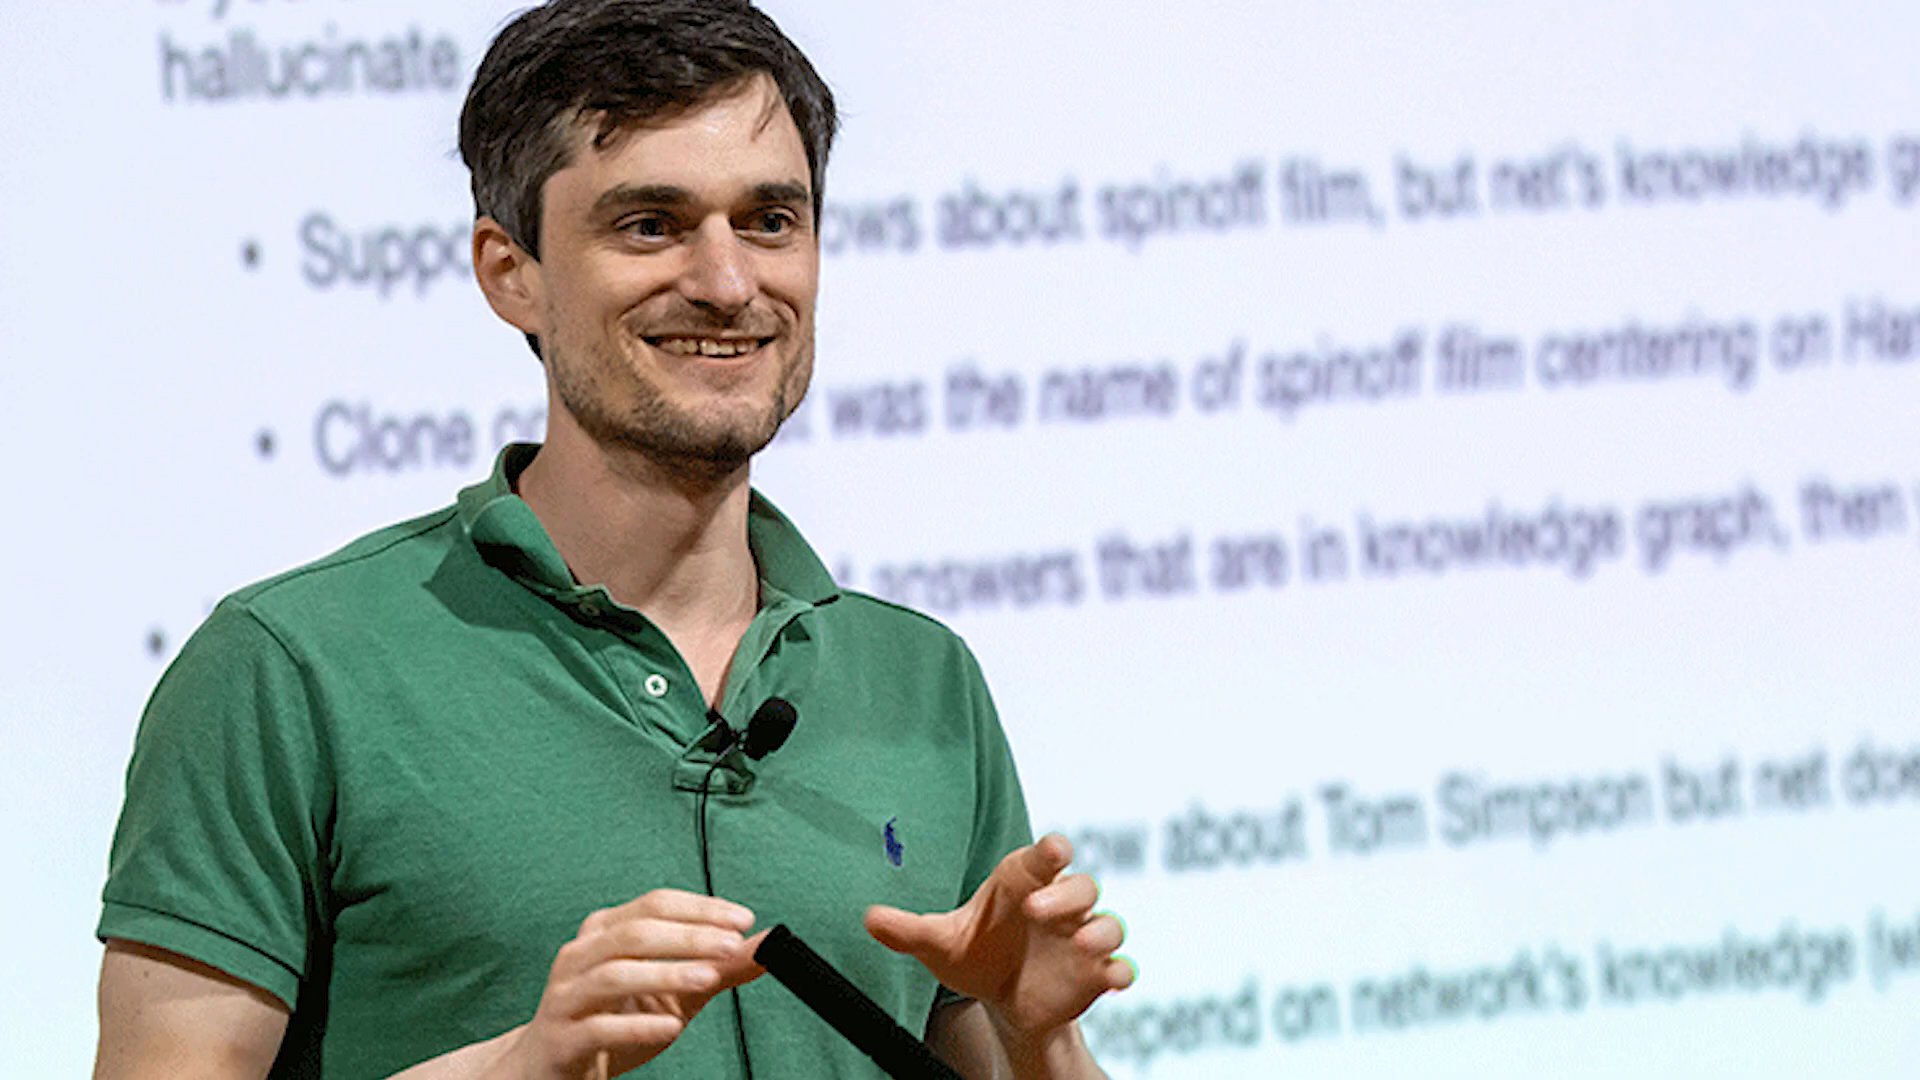 hallucinate
• Suppo ows about spinoff film, but net's knowledge g
• Clone was the name of spinoff film centering on Han
answers that are in knowledge graph, then
•
ow about Tom Simpson but net doe
depend on network's knowledge (w